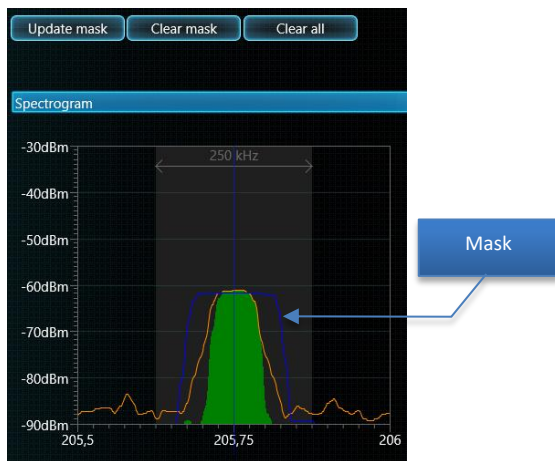 Update mask Clear mask Clear all
Spectrogram
-30dBm
250 kHz
-40dBm
-50dBm
Mask
-60dBm
-70dBm
-80dBm
-90dBm
205,5 205,75 206